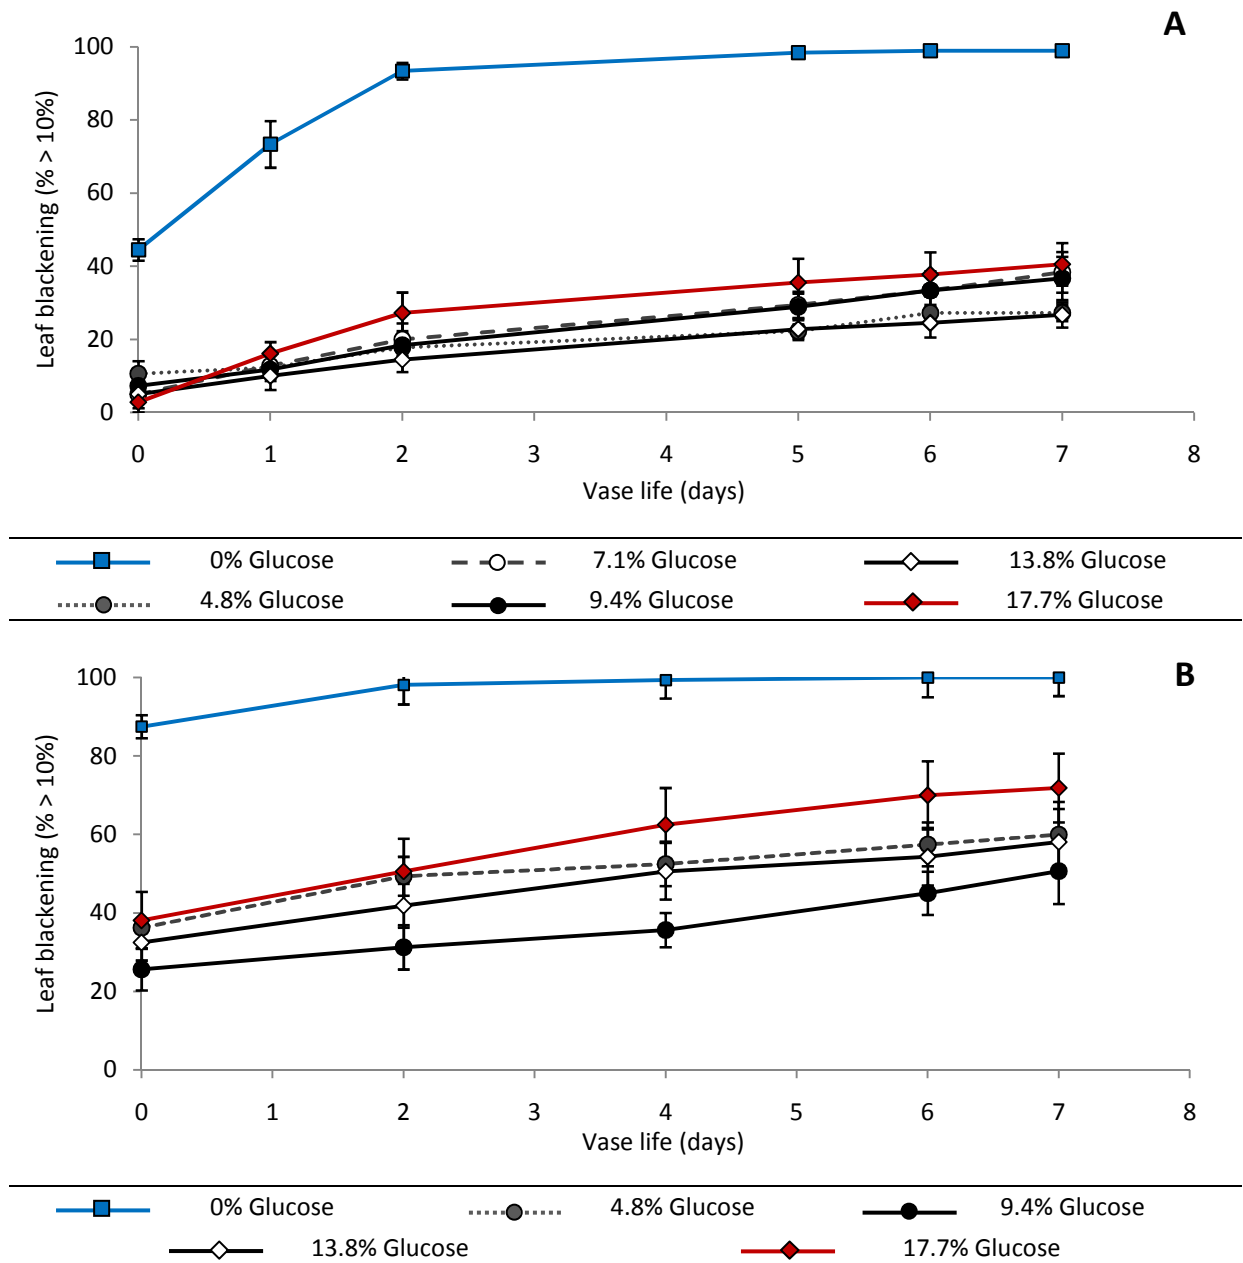 A
100
80
60
40
20
0
Leaf blackening (% > 10%)
0 1 2 3 4 5 6 7 8
Vase life (days)
0% Glucose 7.1% Glucose 13.8% Glucose
4.8% Glucose 9.4% Glucose 17.7% Glucose
B
100
80
60
40
20
0
Leaf blackening (% > 10%)
0 1 2 3 4 5 6 7 8
Vase life (days)
0% Glucose 4.8% Glucose 9.4% Glucose
13.8% Glucose 17.7% Glucose